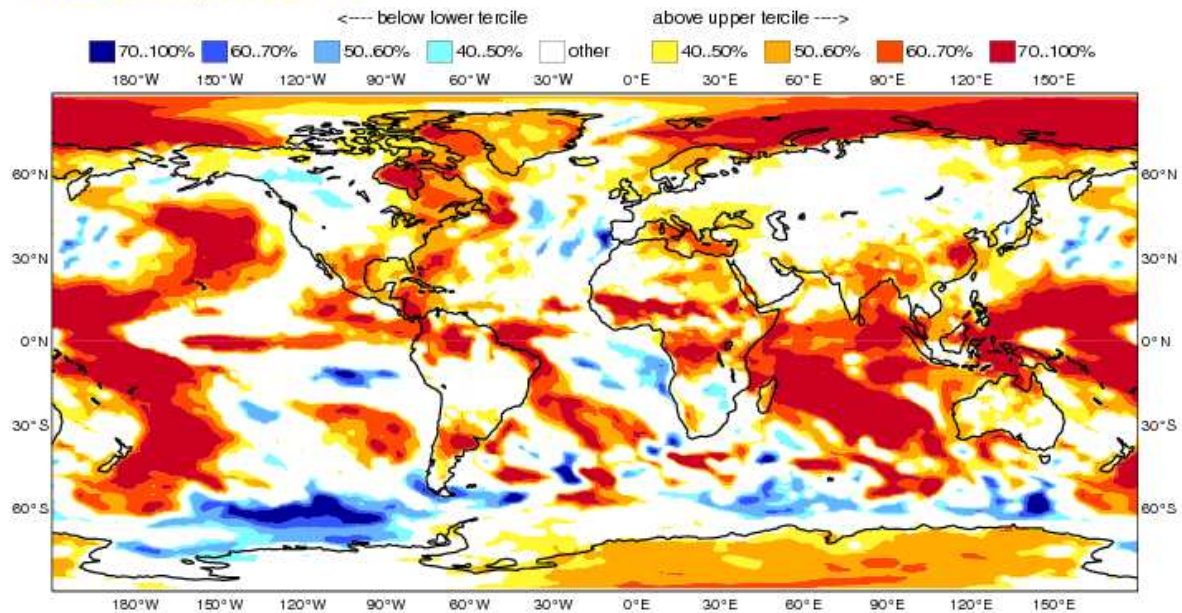 <---- below lower tercile above upper tercile ---->
70..100% 60..70% 50..60% 40..50% other 40..50% 50..60% 60..70% 70..100%
180°W 150°W 120°W 90°W 60°W 30°W 0°E 30°E 60°E 90°E 120°E 150°E
60°N 60°N
30°N 30°N
0°N 0°N
30°S 30°S
60°S 60°S
180°W 150°W 120°W 90°W 60°W 30°W 0°E 30°E 60°E 90°E 120°E 150°E